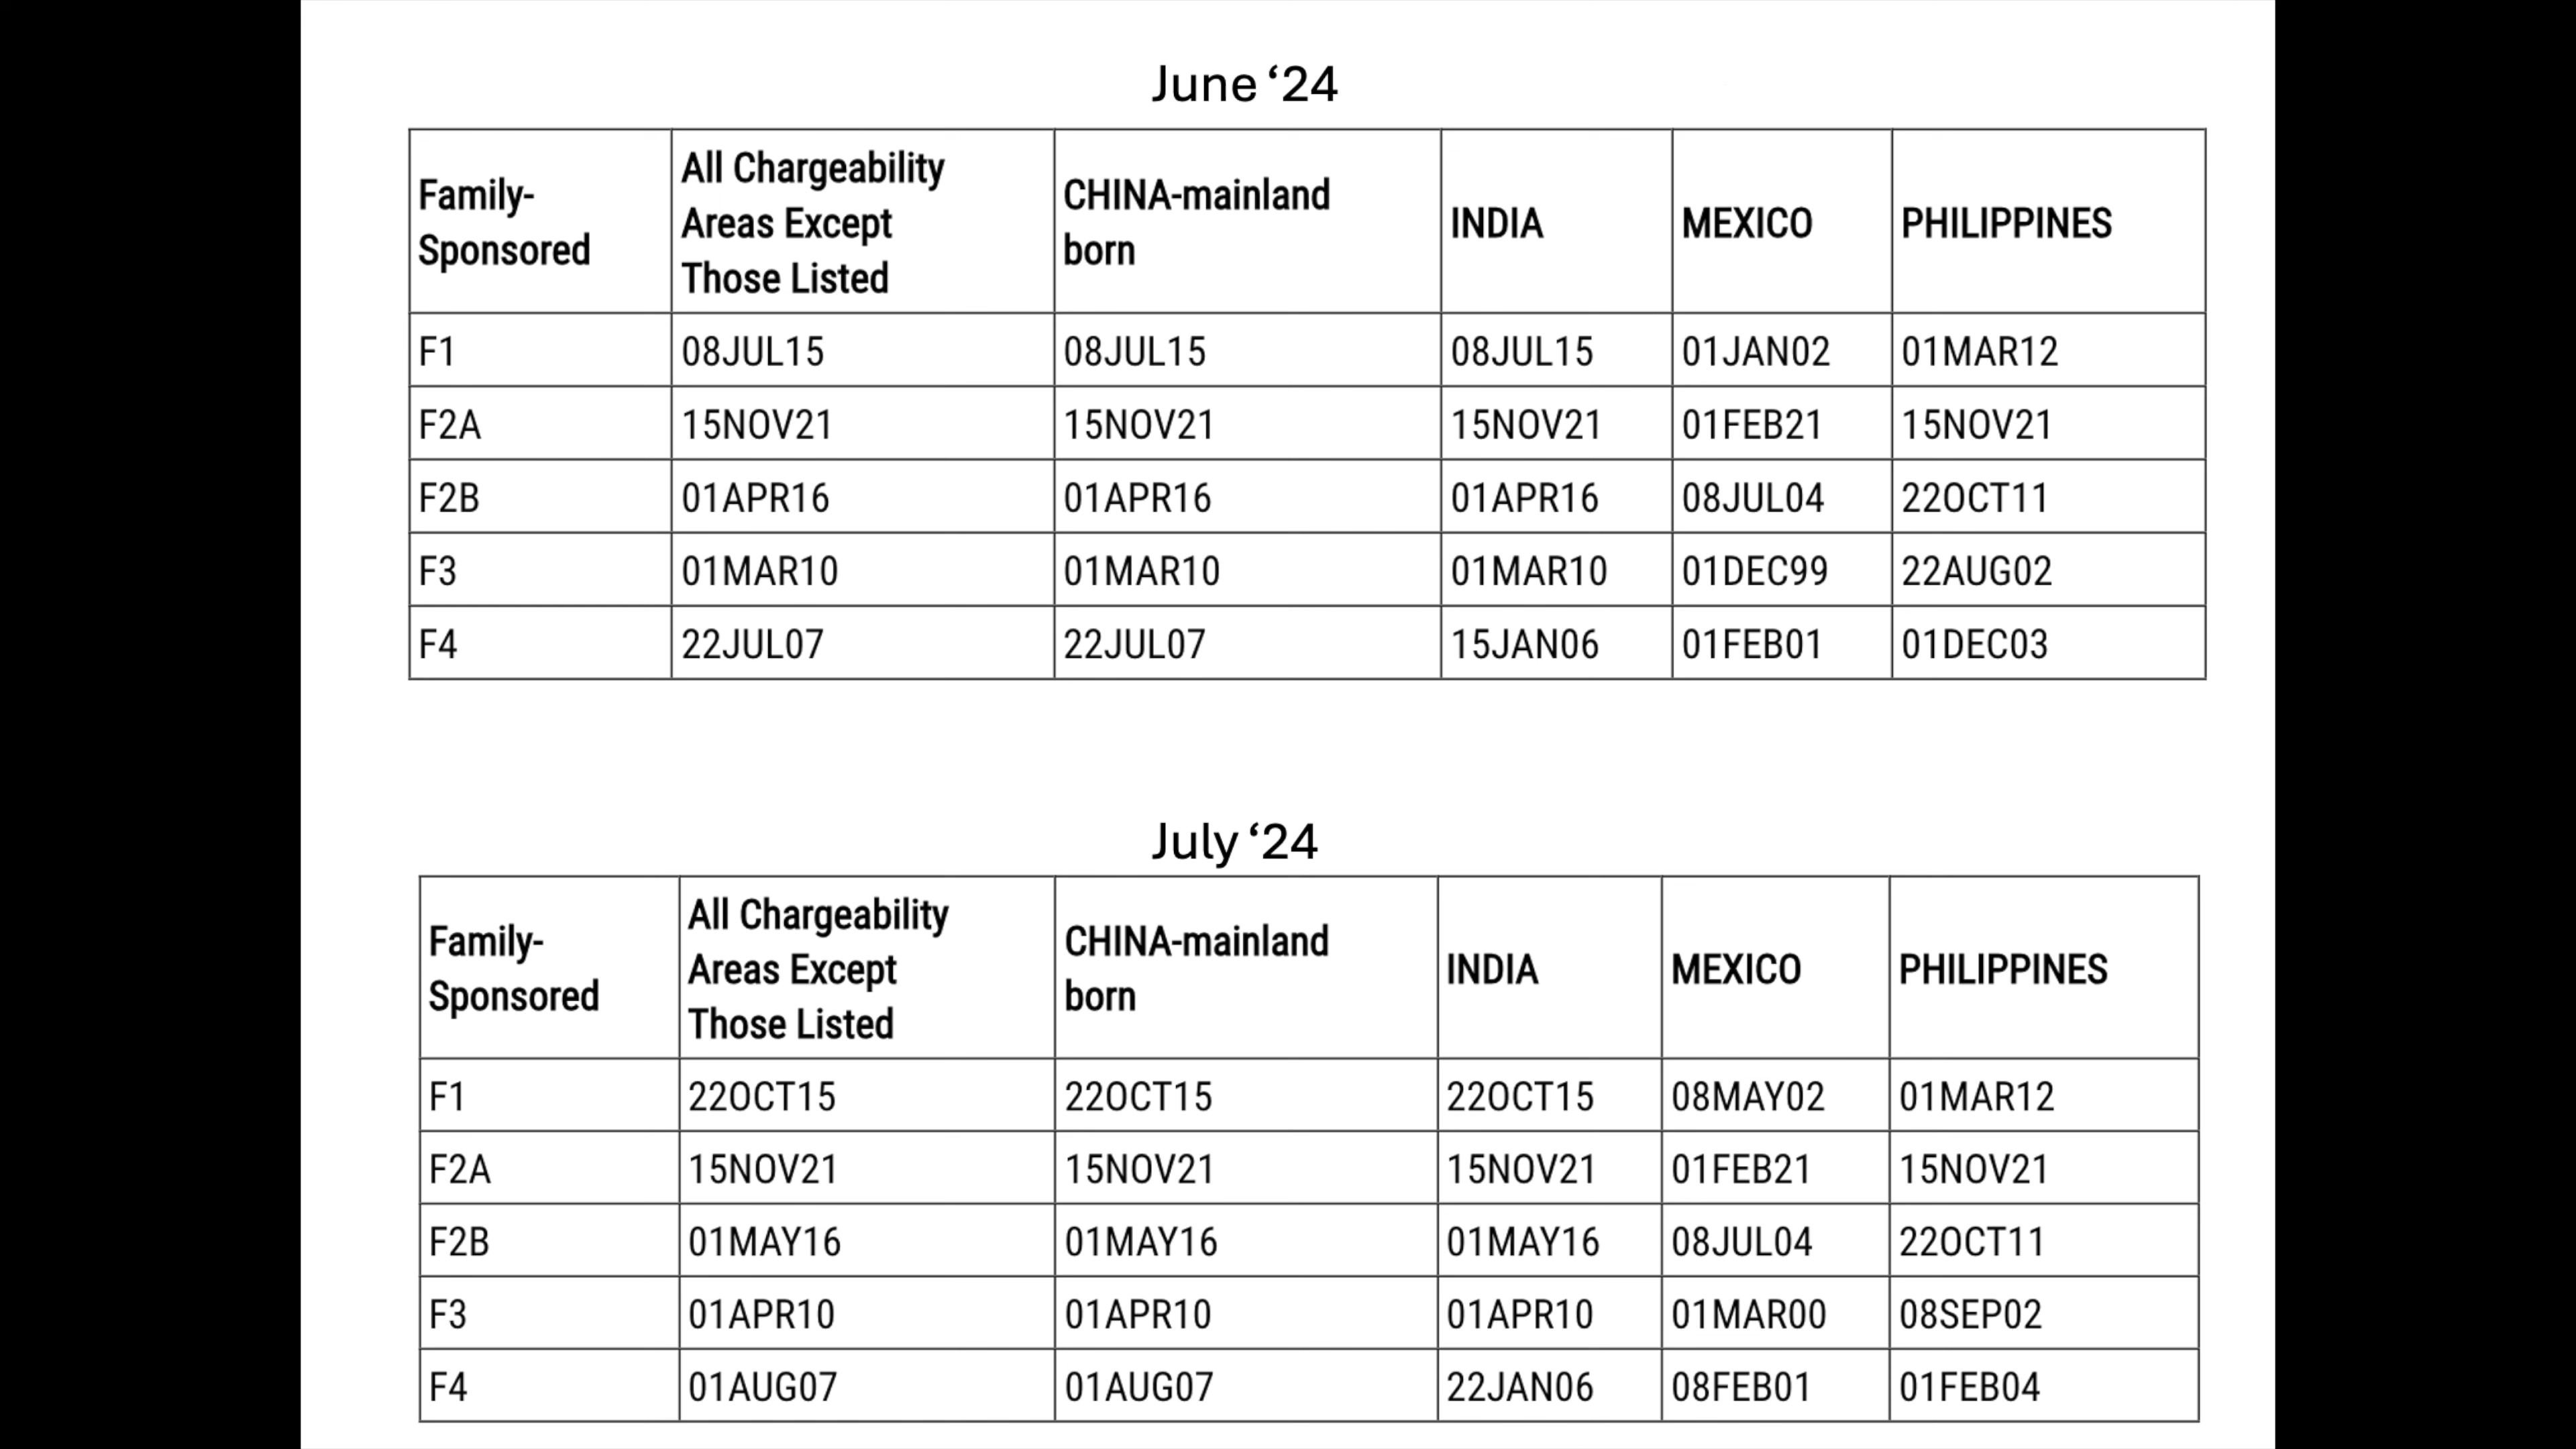 June ‘24
Family-Sponsored All Chargeability Areas Except Those Listed CHINA-mainland born INDIA MEXICO PHILIPPINES
F1 08JUL15 08JUL15 08JUL15 01JAN02 01MAR12
F2A 15NOV21 15NOV21 15NOV21 01FEB21 15NOV21
F2B 01APR16 01APR16 01APR16 08JUL04 22OCT11
F3 01MAR10 01MAR10 01MAR10 01DEC99 22AUG02
F4 22JUL07 22JUL07 15JAN06 01FEB01 01DEC03
July ‘24
Family-Sponsored All Chargeability Areas Except Those Listed CHINA-mainland born INDIA MEXICO PHILIPPINES
F1 22OCT15 22OCT15 22OCT15 08MAY02 01MAR12
F2A 15NOV21 15NOV21 15NOV21 01FEB21 15NOV21
F2B 01MAY16 01MAY16 01MAY16 08JUL04 22OCT11
F3 01APR10 01APR10 01APR10 01MAR00 08SEP02
F4 01AUG07 01AUG07 22JAN06 08FEB01 01FEB04